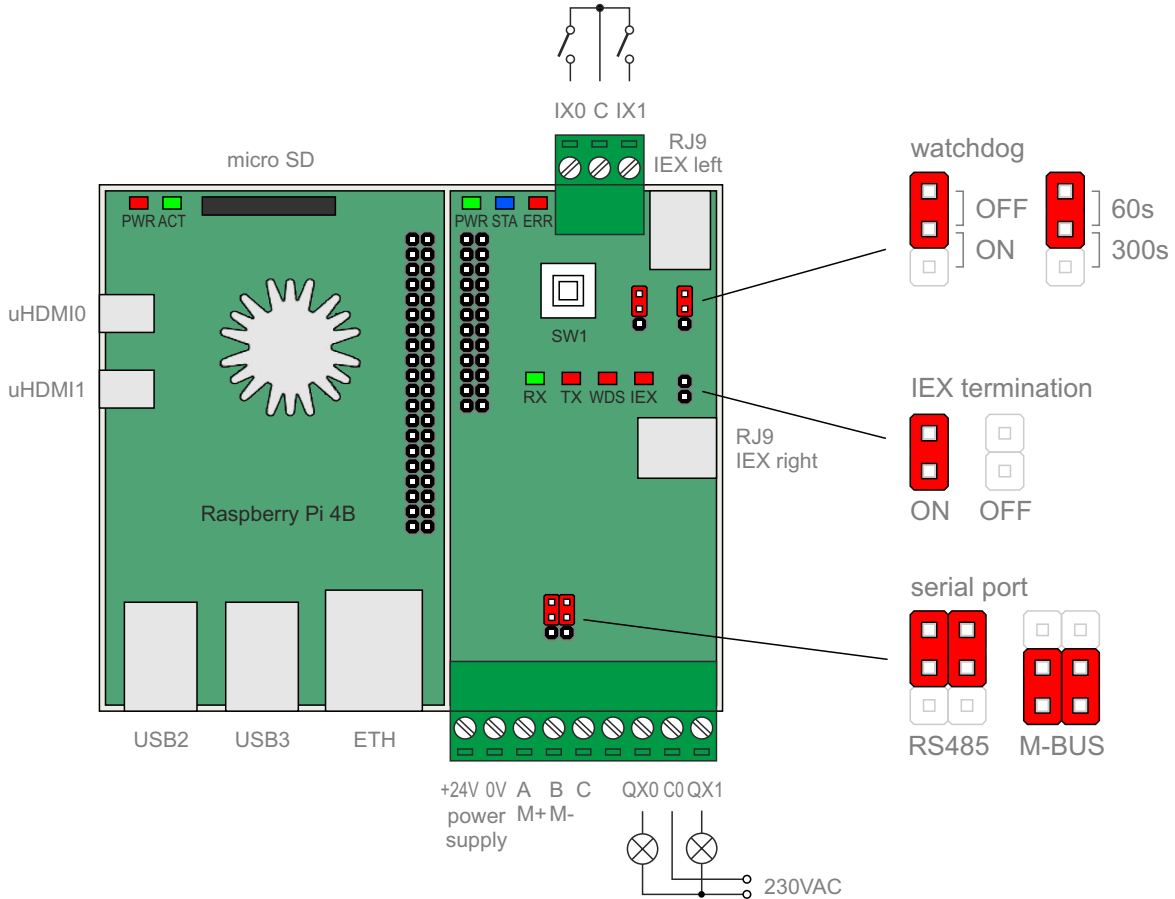 IX0 C IX1
micro SD
RJ9
IEX left
PWR ACT
PWR STA ERR
uHDMI0
uHDMI1
SW1
RX TX WDS IEX
RJ9
IEX right
Raspberry Pi 4B
USB2 USB3 ETH
+24V 0V A B C QX0 C0 QX1
power M+ M-
supply
230VAC
watchdog
OFF 60s
ON 300s
IEX termination
ON OFF
serial port
RS485 M-BUS